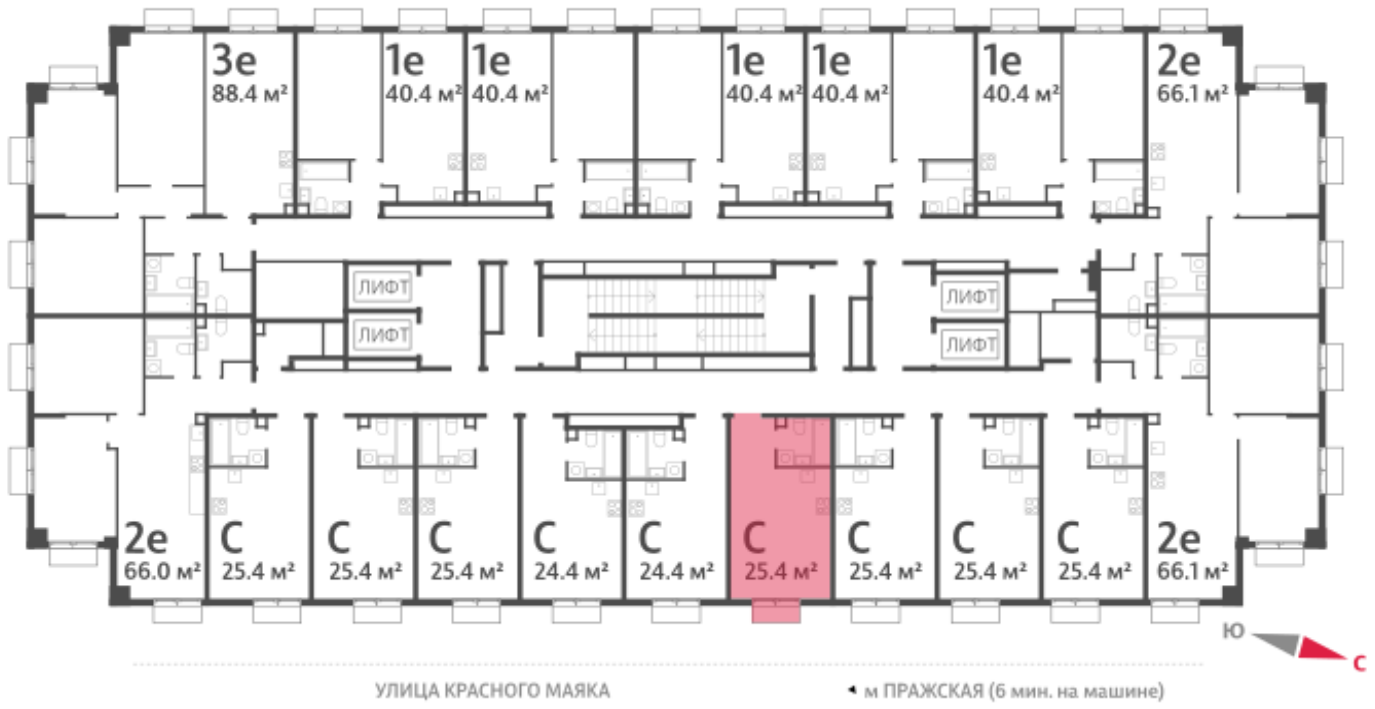 3е
88.4 м²
1е
40.4 м²
1е
40.4 м²
1е
40.4 м²
1е
40.4 м²
1е
40.4 м²
2е
66.1 м²
ЛИФТ
ЛИФТ
ЛИФТ
ЛИФТ
2е
66.0 м²
С
25.4 м²
С
25.4 м²
С
25.4 м²
С
24.4 м²
С
24.4 м²
С
25.4 м²
С
25.4 м²
С
25.4 м²
С
25.4 м²
2е
66.1 м²
Ю
С
УЛИЦА КРАСНОГО МАЯКА
м ПРАЖСКАЯ (6 мин. на машине)